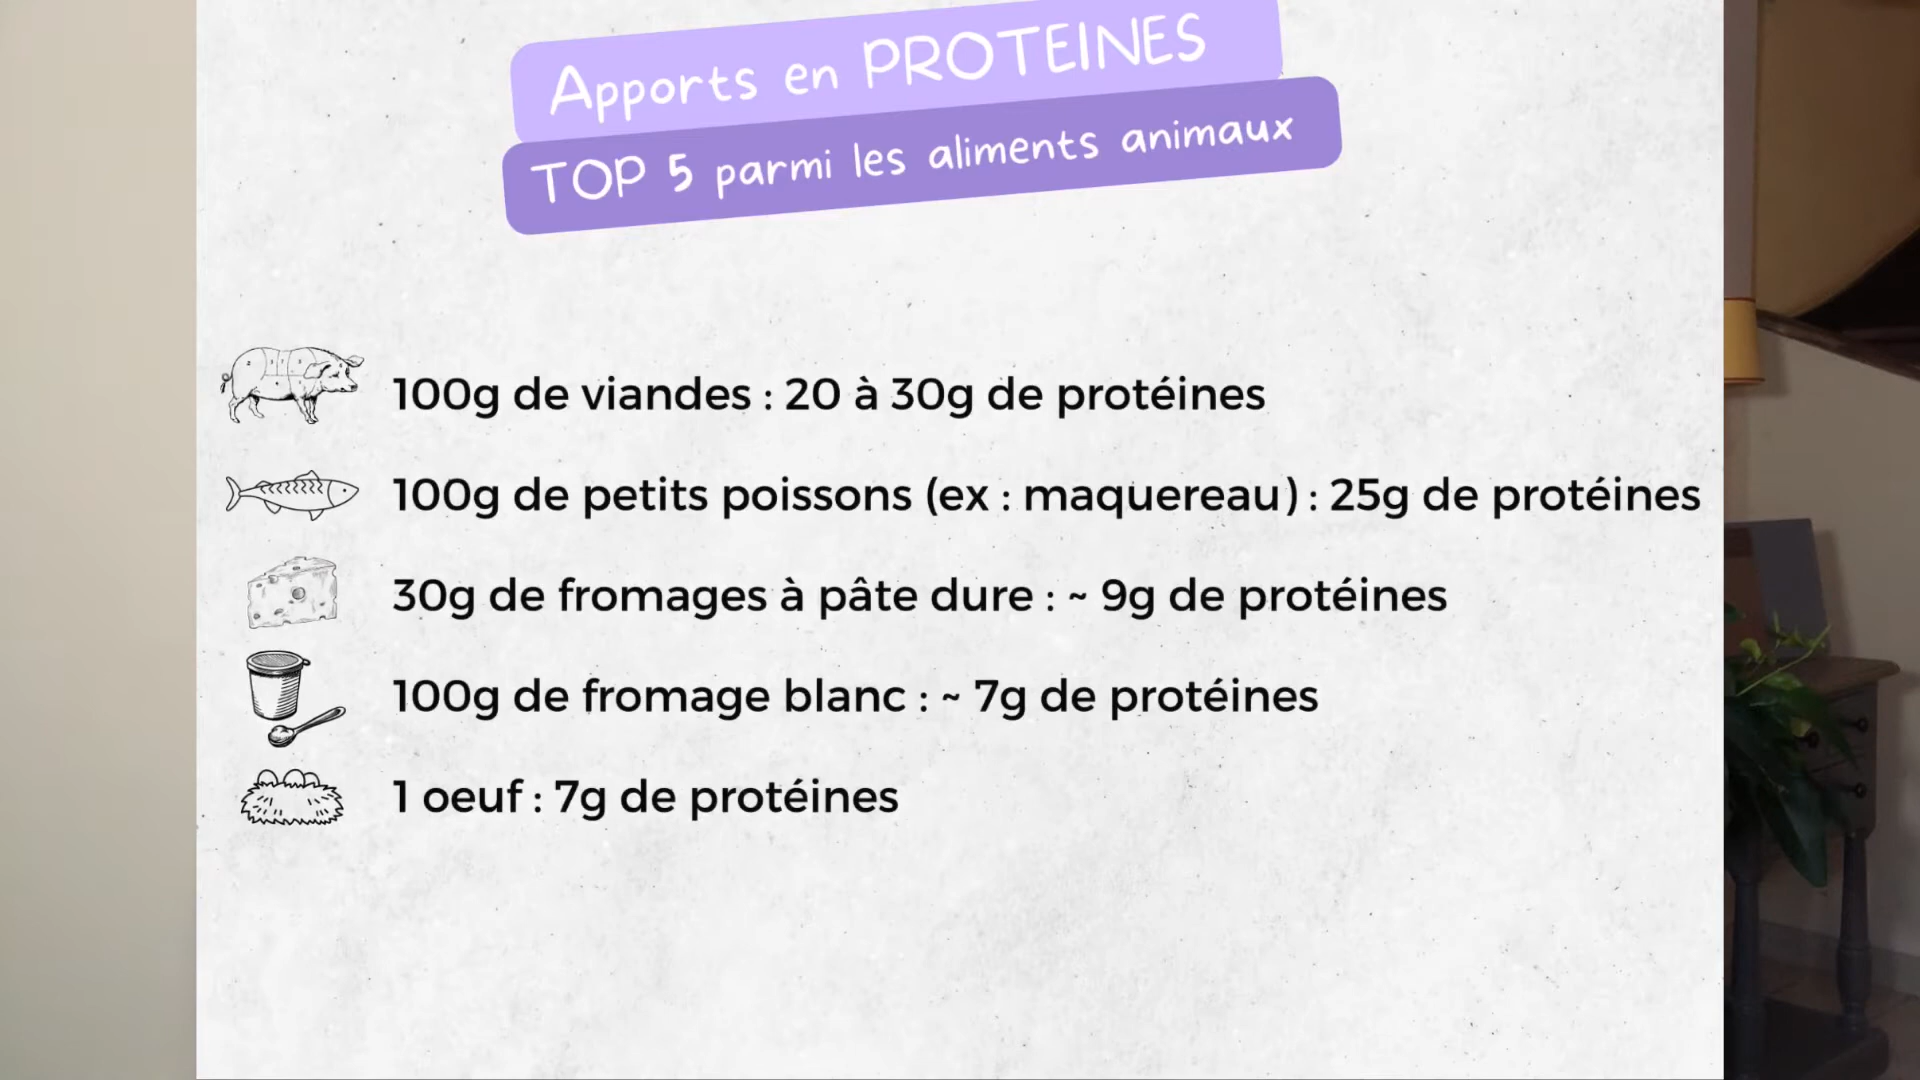 Apports en PROTEINES
TOP 5 parmi les aliments animaux
100g de viandes : 20 à 30g de protéines
100g de petits poissons (ex : maquereau) : 25g de protéines
30g de fromages à pâte dure : ~ 9g de protéines
100g de fromage blanc : ~ 7g de protéines
1 oeuf : 7g de protéines